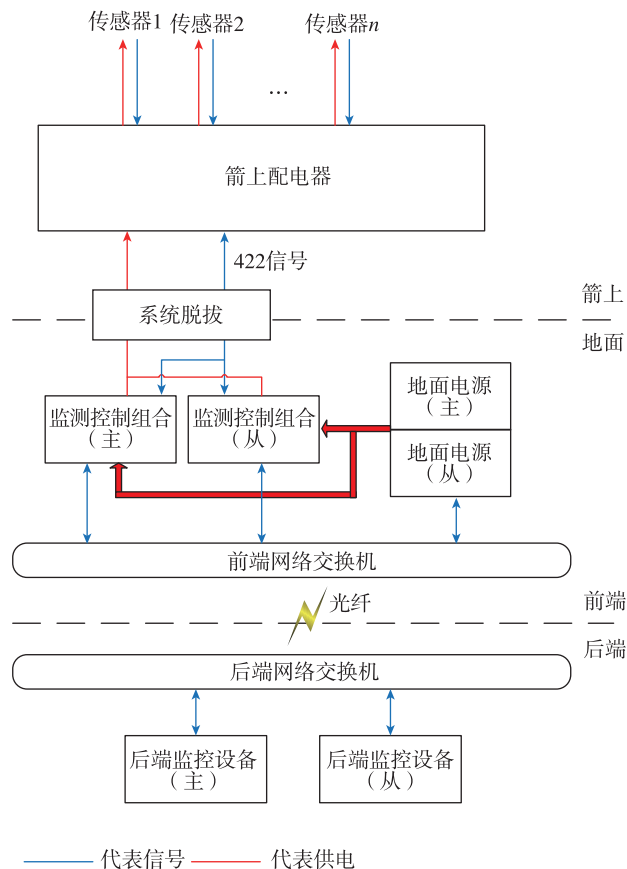 传感器1 传感器2 传感器n
...
箭上配电器
422信号
箭上
系统脱拔
地面
监测控制组合
（主）
监测控制组合
（从）
地面电源
（主）
地面电源
（从）
前端网络交换机
光纤
前端
后端
后端网络交换机
后端监控设备
（主）
后端监控设备
（从）
代表信号 代表供电